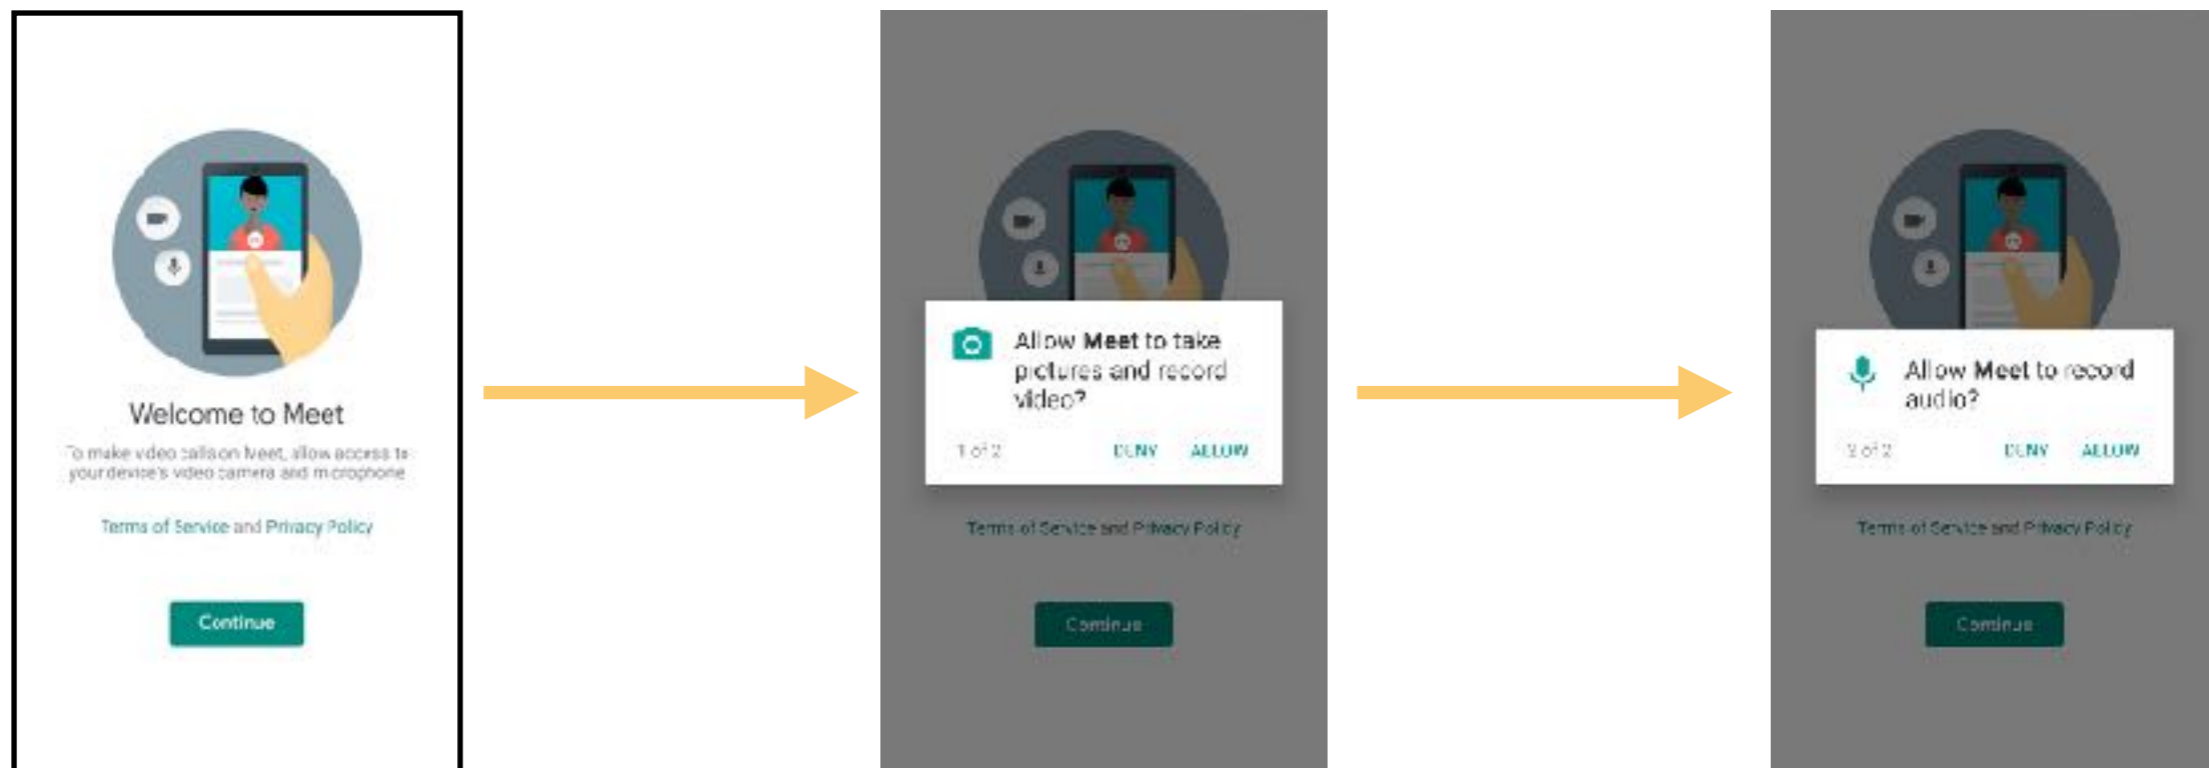 Welcome to Meet
To make video calls on Meet, allow access to
your device's video camera and microphone
Terms of Service and Privacy Policy
Continue
Allow Meet to take
pictures and record
video?
1 of 2 DENY ALLOW
Terms of Service and Privacy Policy
Continue
Allow Meet to record
audio?
2 of 2 DENY ALLOW
Terms of Service and Privacy Policy
Continue